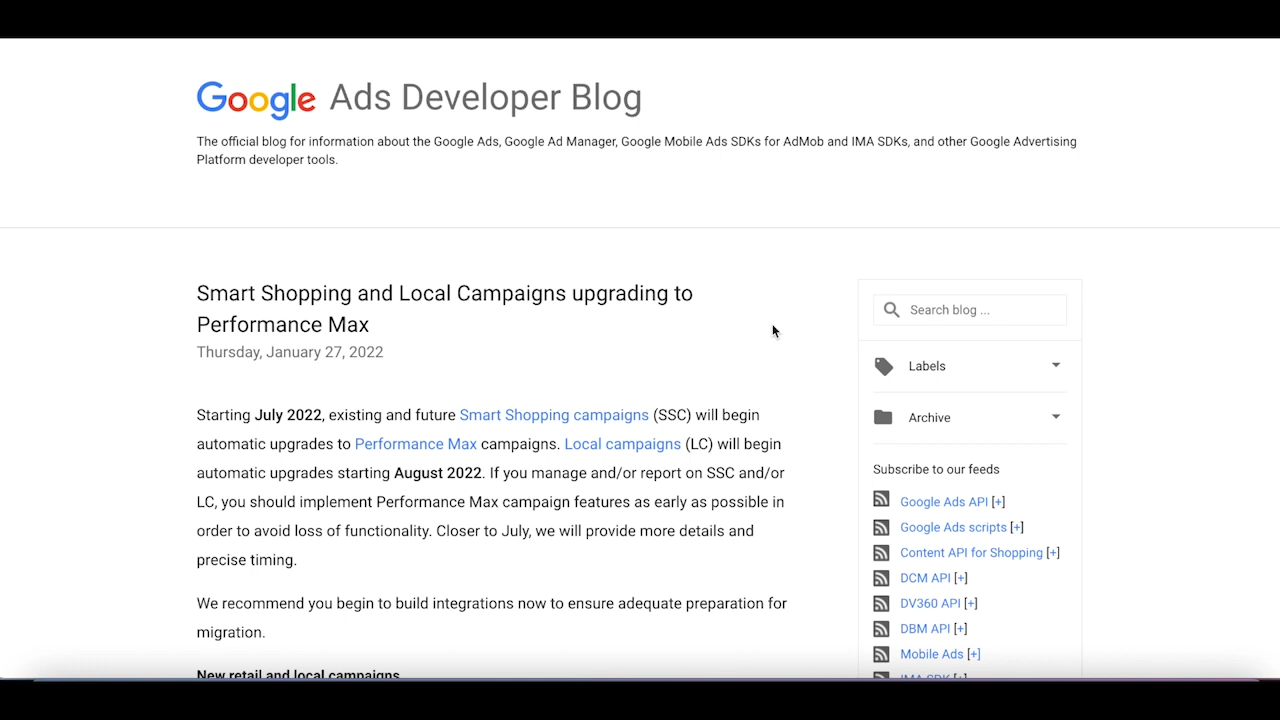 Google Ads Developer Blog
The official blog for information about the Google Ads, Google Ad Manager, Google Mobile Ads SDKs for AdMob and IMA SDKs, and other Google Advertising
Platform developer tools.
Smart Shopping and Local Campaigns upgrading to
Performance Max
Thursday, January 27, 2022
Starting July 2022, existing and future Smart Shopping campaigns (SSC) will begin
automatic upgrades to Performance Max campaigns. Local campaigns (LC) will begin
automatic upgrades starting August 2022. If you manage and/or report on SSC and/or
LC, you should implement Performance Max campaign features as early as possible in
order to avoid loss of functionality. Closer to July, we will provide more details and
precise timing.
We recommend you begin to build integrations now to ensure adequate preparation for
migration.
New retail and local campaigns
Search blog ...
Labels
Archive
Subscribe to our feeds
Google Ads API [+]
Google Ads scripts [+]
Content API for Shopping [+]
DCM API [+]
DV360 API [+]
DBM API [+]
Mobile Ads [+]
IMA SDK [+]